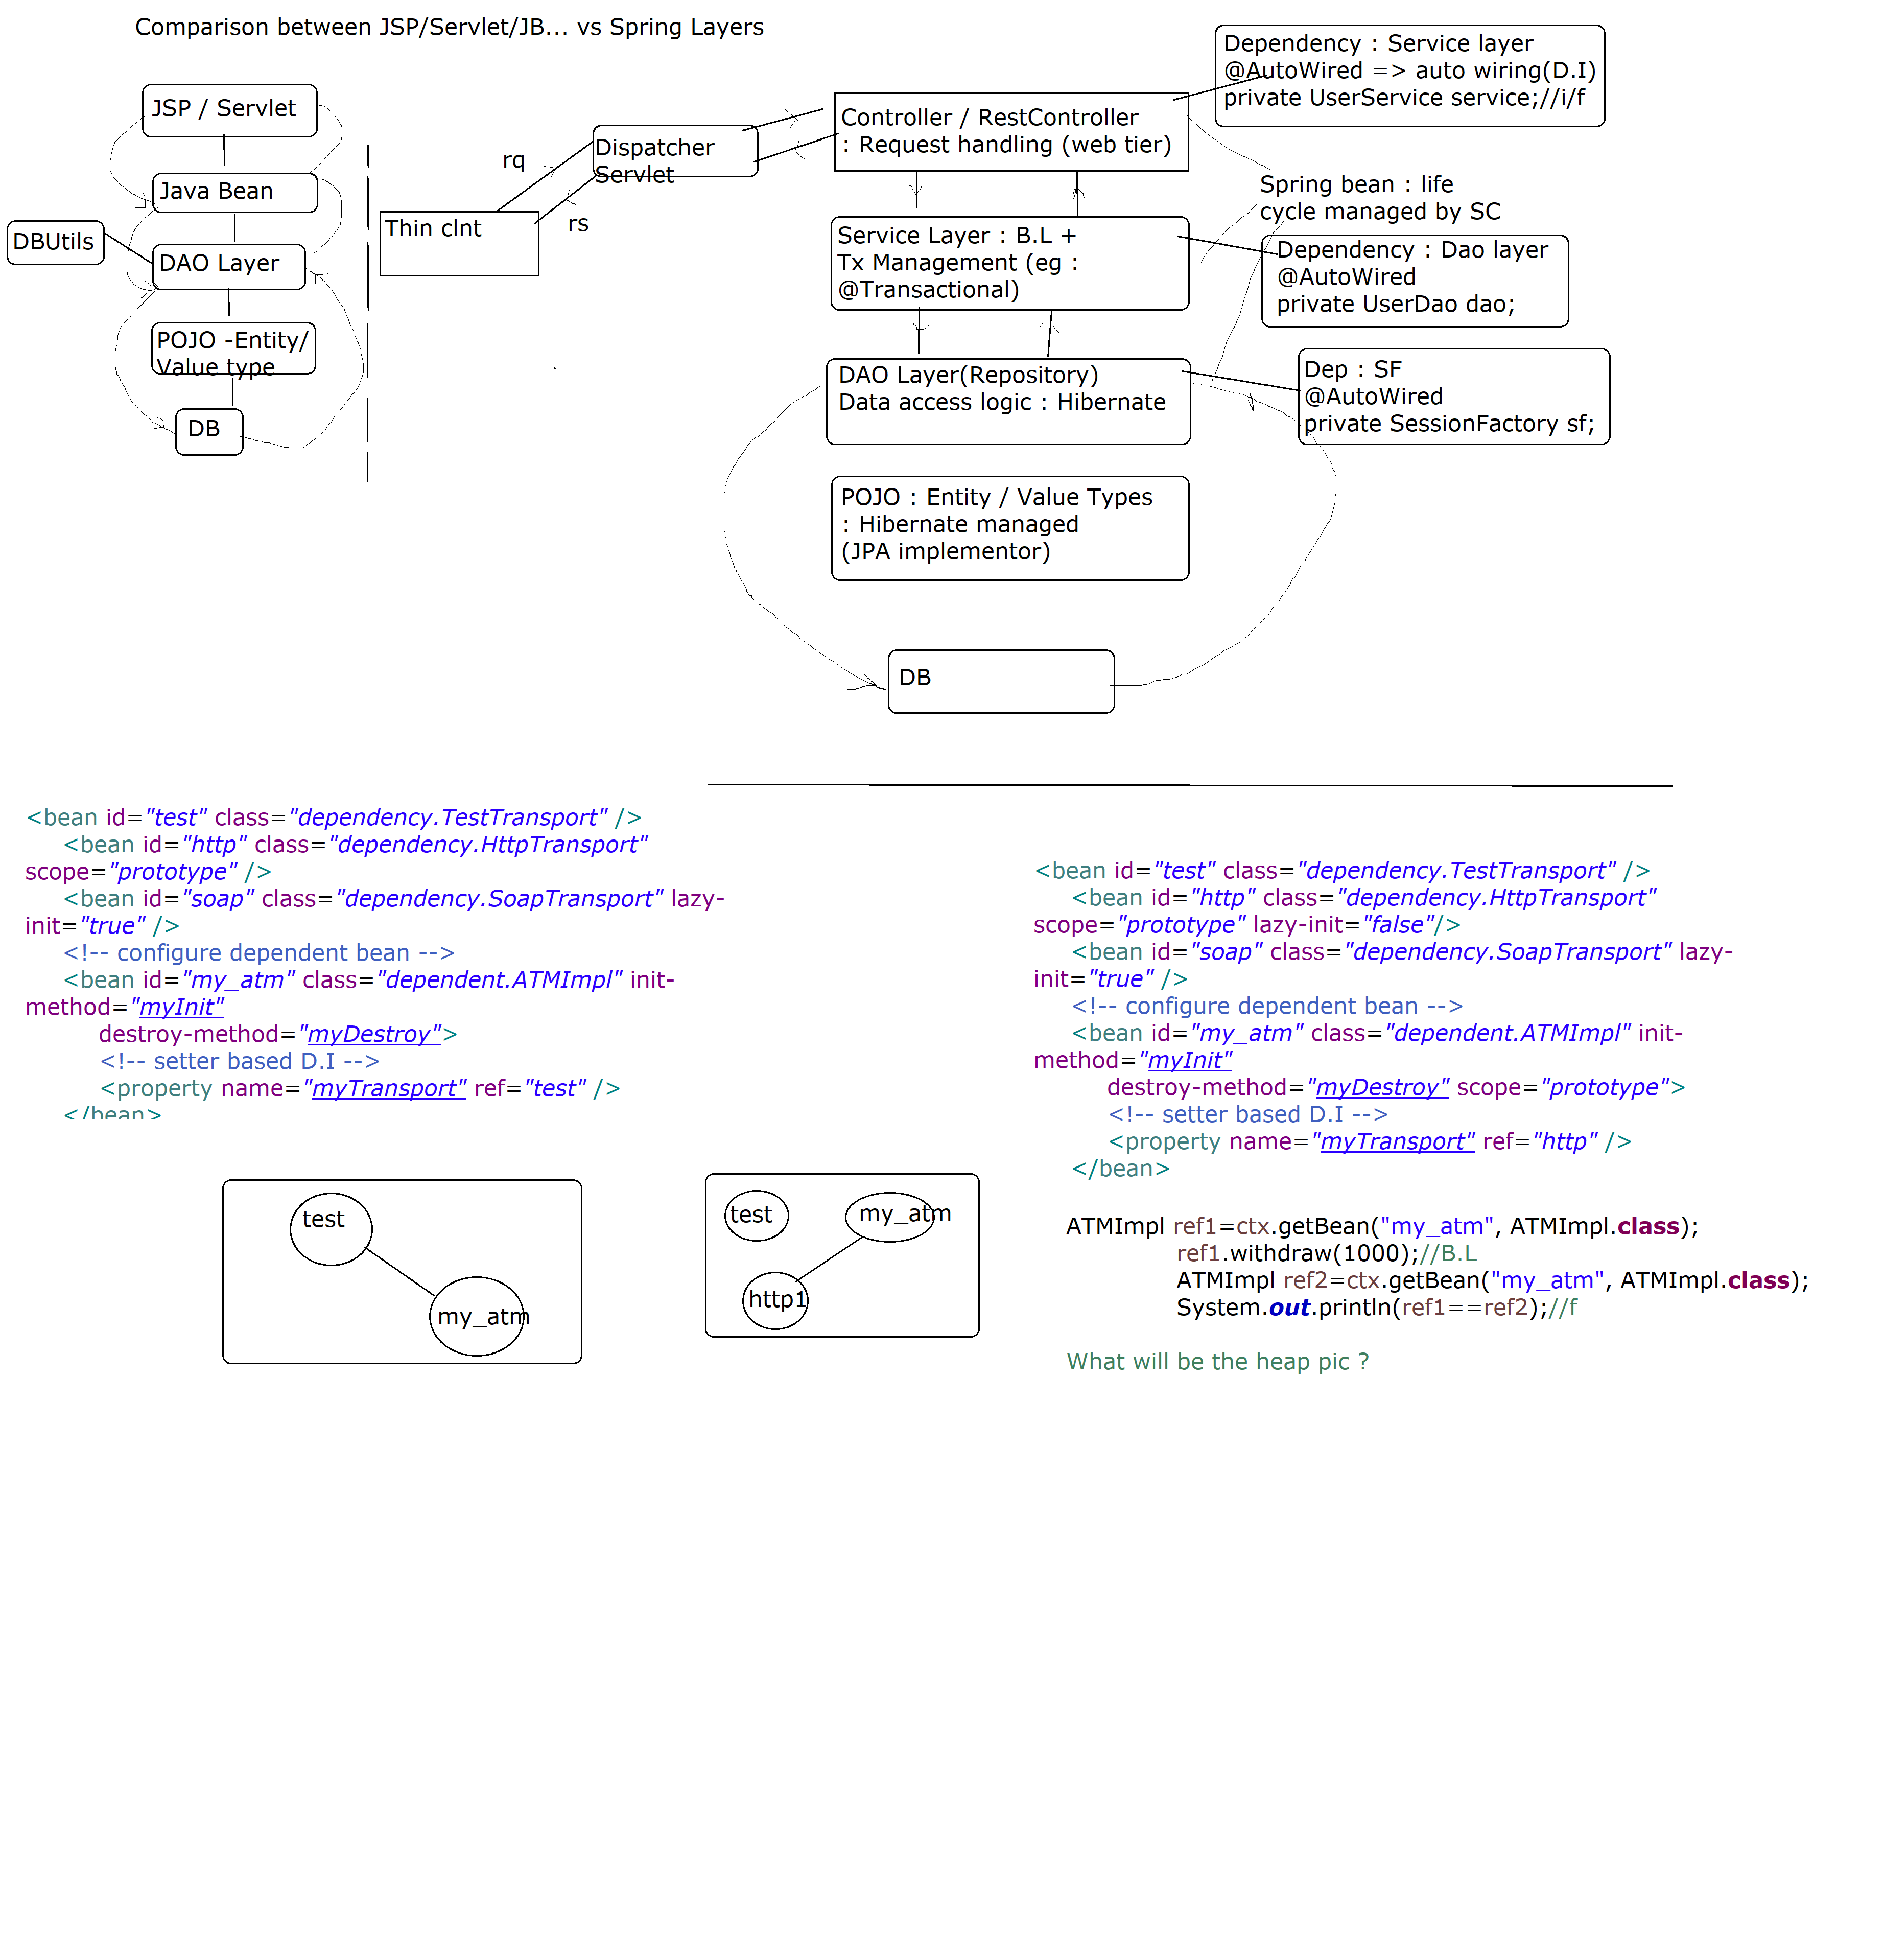 Comparison between JSP/Servlet/JB... vs Spring Layers
JSP / Servlet
Java Bean
DBUtils
DAO Layer
POJO -Entity/
Value type
DB
Thin clnt
rq
rs
Dispatcher
Servlet
Controller / RestController
: Request handling (web tier)
Dependency : Service layer
@AutoWired => auto wiring(D.I)
private UserService service;//i/f
Spring bean : life
cycle managed by SC
Service Layer : B.L +
Tx Management (eg :
@Transactional)
Dependency : Dao layer
@AutoWired
private UserDao dao;
DAO Layer(Repository)
Data access logic : Hibernate
Dep : SF
@AutoWired
private SessionFactory sf;
POJO : Entity / Value Types
: Hibernate managed
(JPA implementor)
DB
<bean id="test" class="dependency.TestTransport" />
<bean id="http" class="dependency.HttpTransport"
scope="prototype" />
<bean id="soap" class="dependency.SoapTransport" lazy-
init="true" />
<!-- configure dependent bean -->
<bean id="my_atm" class="dependent.ATMImpl" init-
method="myInit"
destroy-method="myDestroy">
<!-- setter based D.I -->
<property name="myTransport" ref="test" />
</bean>
test
my_atm
test
my_atm
http1
<bean id="test" class="dependency.TestTransport" />
<bean id="http" class="dependency.HttpTransport"
scope="prototype" lazy-init="false"/>
<bean id="soap" class="dependency.SoapTransport" lazy-
init="true" />
<!-- configure dependent bean -->
<bean id="my_atm" class="dependent.ATMImpl" init-
method="myInit"
destroy-method="myDestroy" scope="prototype">
<!-- setter based D.I -->
<property name="myTransport" ref="http" />
</bean>
ATMImpl ref1=ctx.getBean("my_atm", ATMImpl.class);
ref1.withdraw(1000);//B.L
ATMImpl ref2=ctx.getBean("my_atm", ATMImpl.class);
System.out.println(ref1==ref2);//f
What will be the heap pic ?